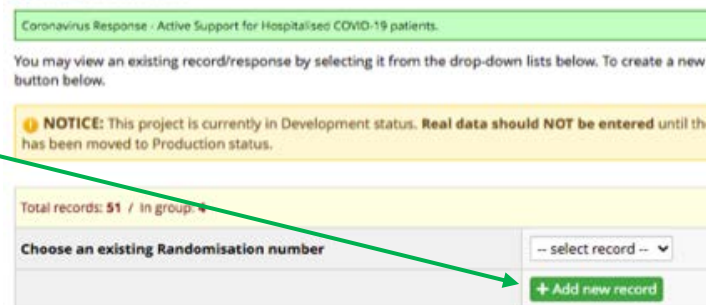 Coronavirus Response - Active Support for Hospitalised COVID-19 patients.
You may view an existing record/response by selecting it from the drop-down lists below. To create a new
button below.
NOTICE: This project is currently in Development status. Real data should NOT be entered until th
has been moved to Production status.
Total records: 51 / In group: 4
Choose an existing Randomisation number
-- select record --
+ Add new record